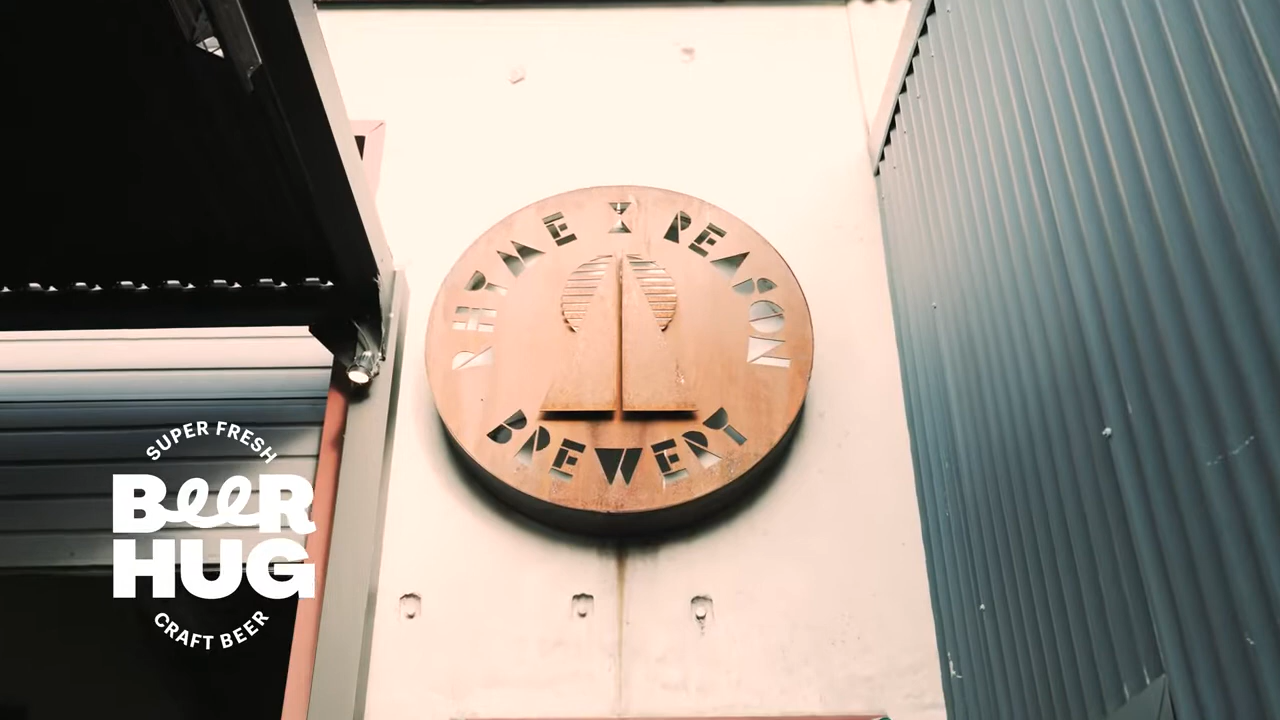 RHYME X REASON
BREWERY
SUPER FRESH
BEER
HUG
CRAFT BEER